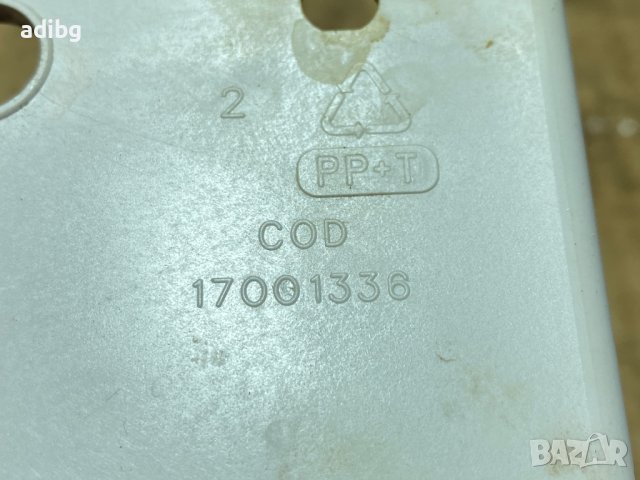 adibg
2
PP+T
COD
17001336
BAZAR